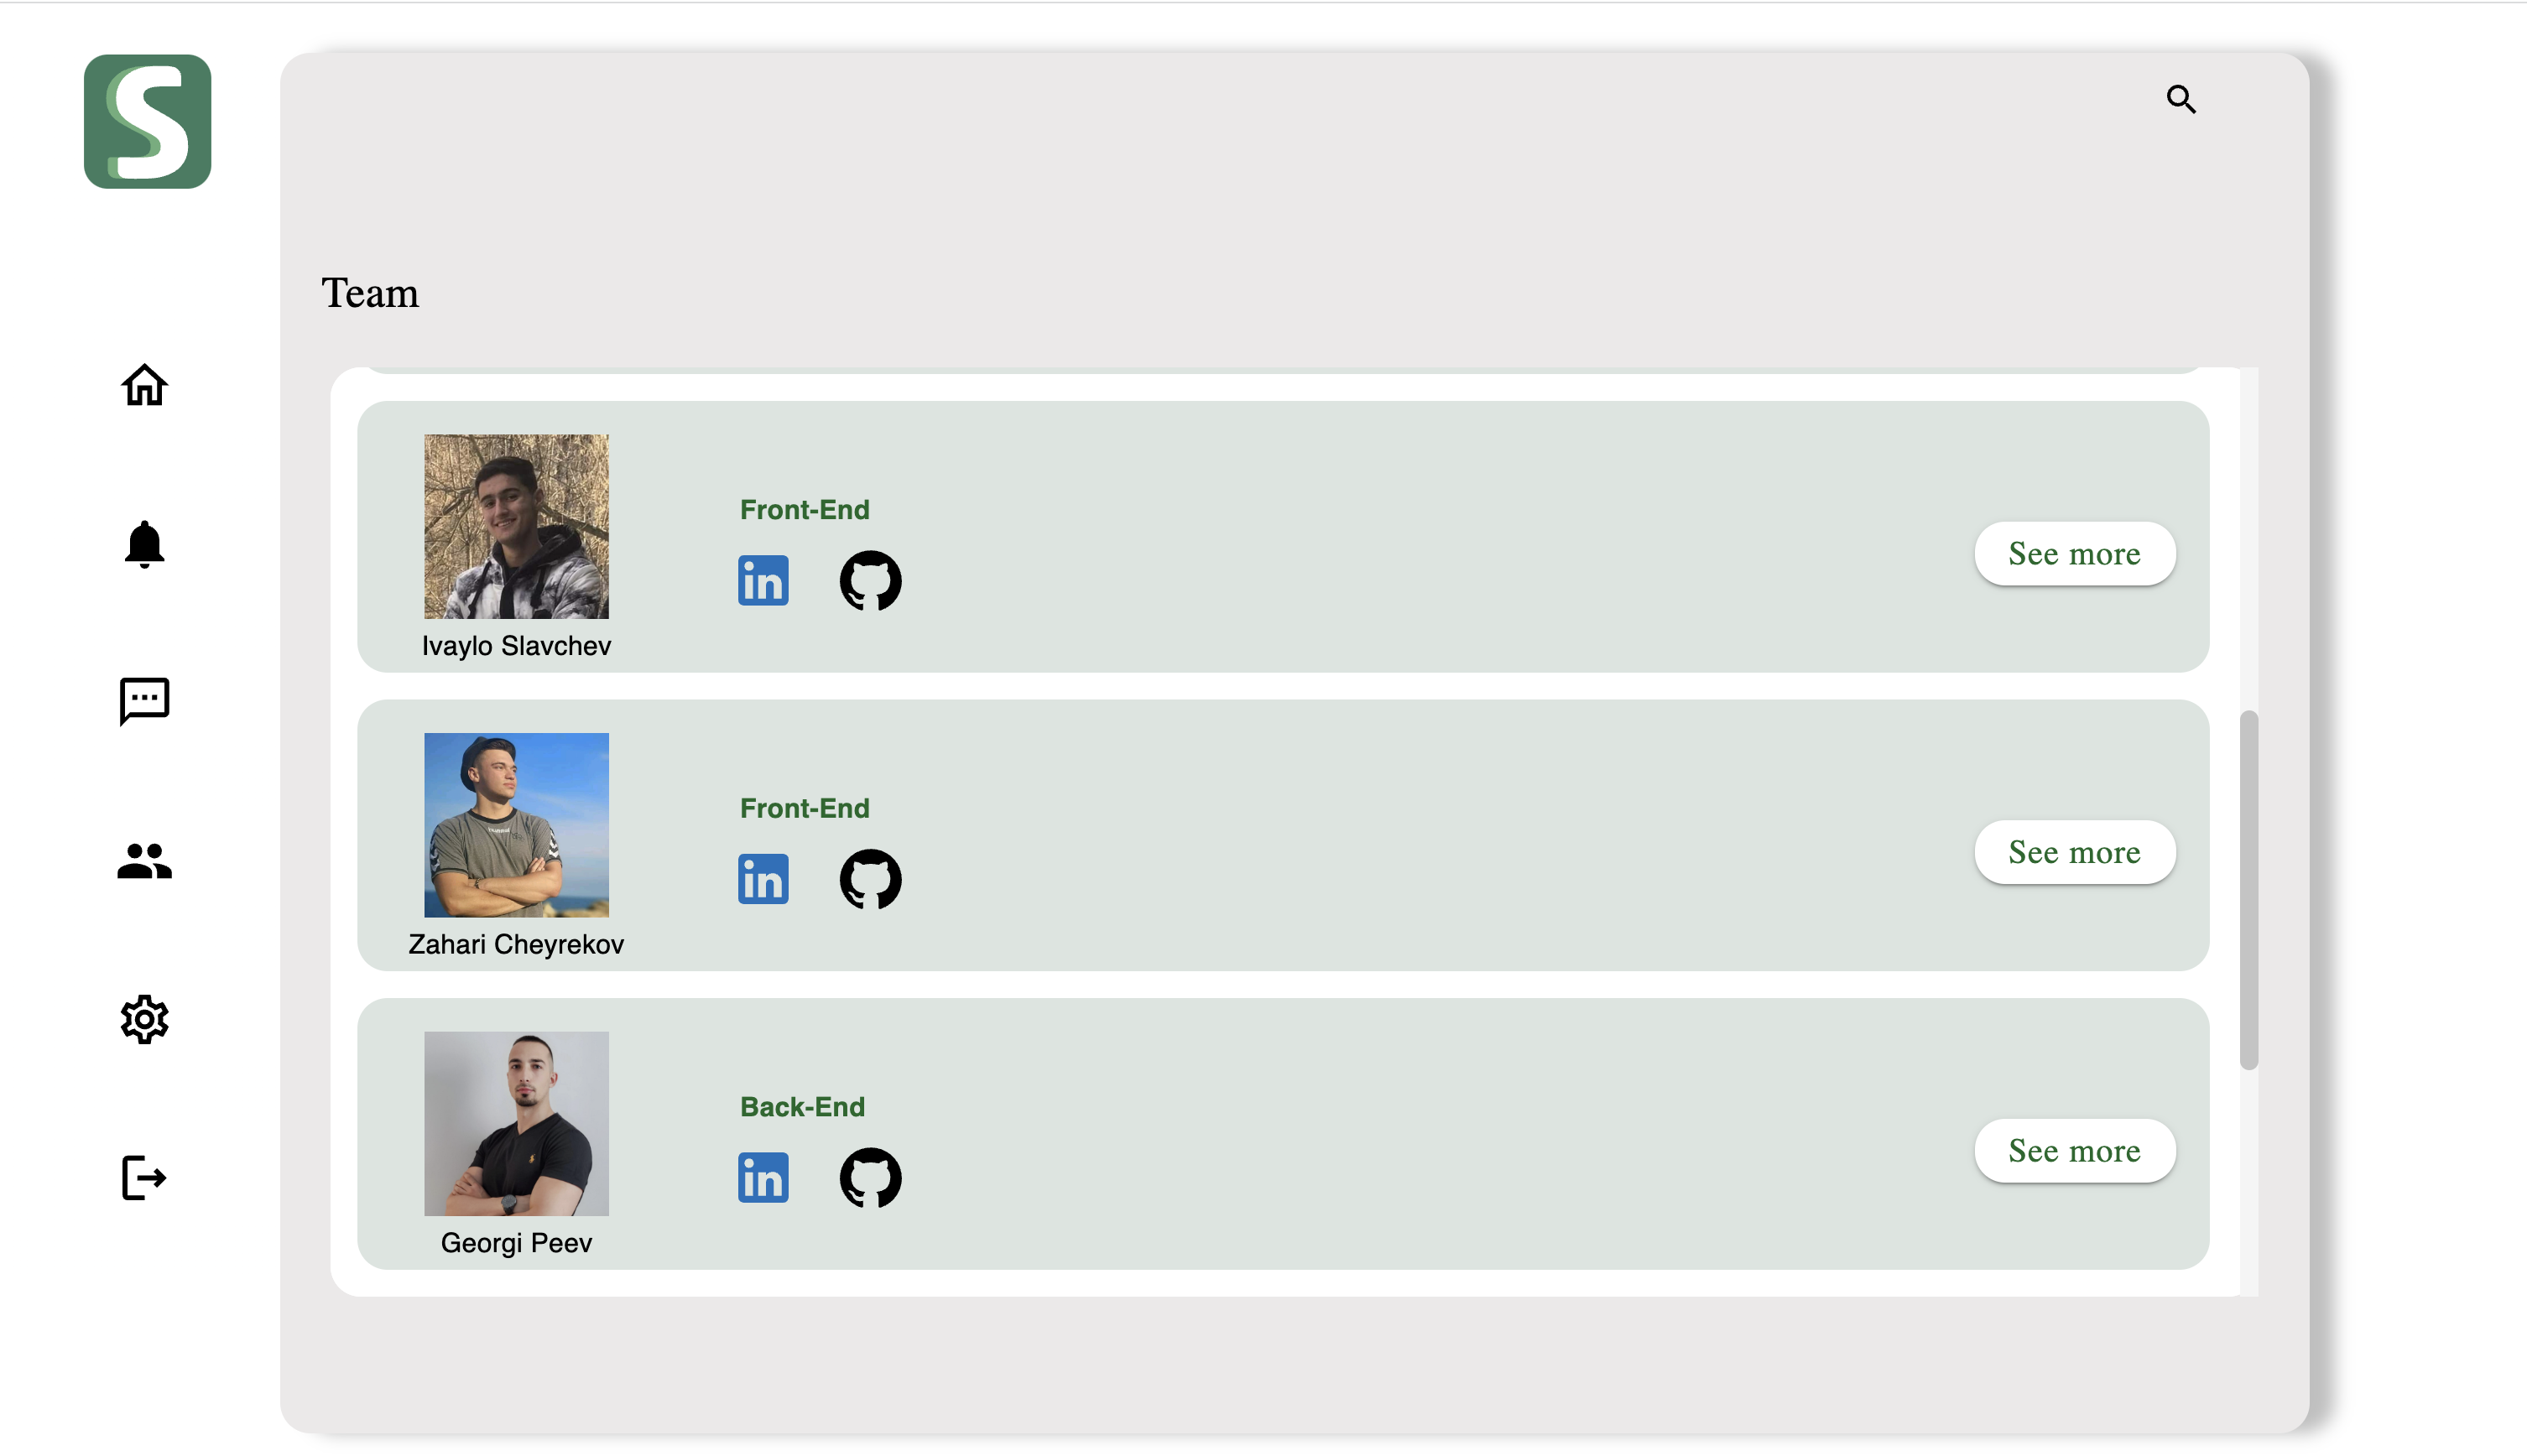 S
Team
Front-End
in
See more
Ivaylo Slavchev
Front-End
in
See more
Zahari Cheyrekov
Back-End
in
See more
Georgi Peev